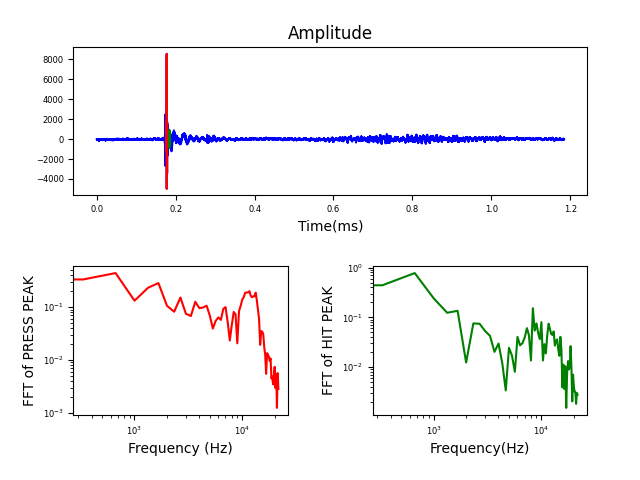 Amplitude
8000
6000
4000
2000
0
−2000
−4000
0.0 0.2 0.4 0.6 0.8 1.0 1.2
Time(ms)
FFT of PRESS PEAK
10⁻¹
10⁻²
10⁻³
10³ 10⁴
Frequency (Hz)
FFT of HIT PEAK
10⁰
10⁻¹
10⁻²
10³ 10⁴
Frequency(Hz)